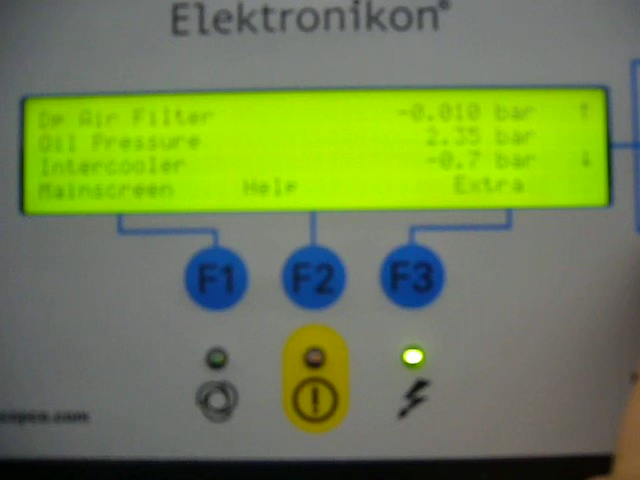 Elektronikon®
Dp Air Filter -0.010 bar ↑
Oil Pressure 2.35 bar
Intercooler -0.7 bar ↓
Mainscreen Help Extra
F1 F2 F3